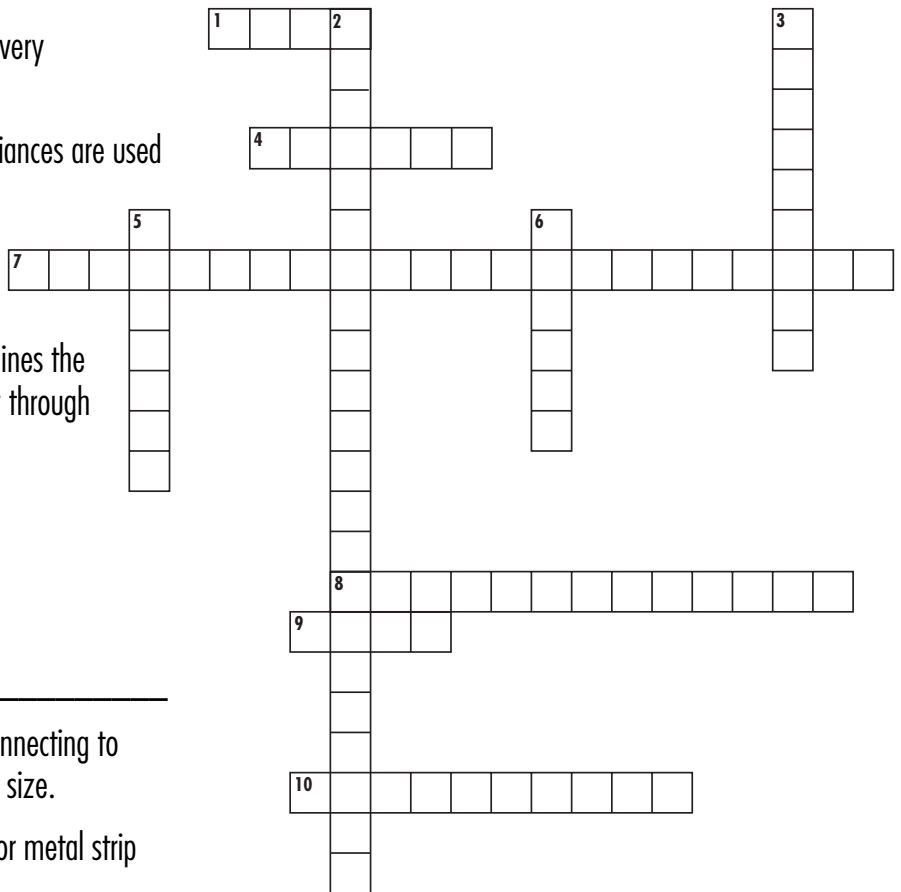 1 2 3
very
iances are used
4
5 6
7
ines the
through
8
9
nnecting to
size.
10
or metal strip